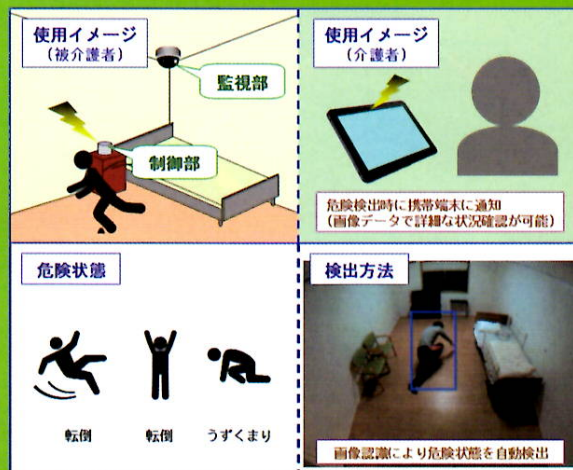 使用イメージ
（被介護者）
監視部
制御部
使用イメージ
（介護者）
危険検出時に携帯端末に通知
（画像データで詳細な状況確認が可能）
危険状態
転倒
転倒
うずくまり
検出方法
画像認識により危険状態を自動検出